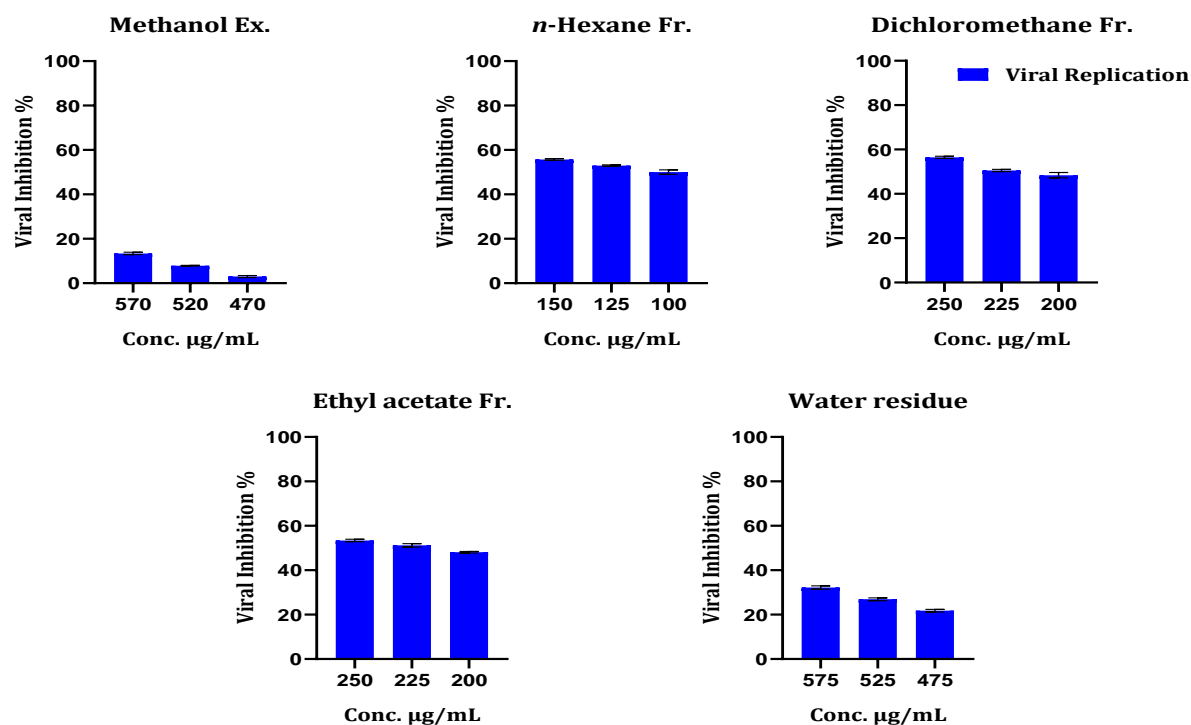 Methanol Ex.
Viral Inhibition %
100
80
60
40
20
0
570 520 470
Conc. µg/mL
n-Hexane Fr.
Viral Inhibition %
100
80
60
40
20
0
150 125 100
Conc. µg/mL
Dichloromethane Fr.
Viral Replication
Viral Inhibition %
100
80
60
40
20
0
250 225 200
Conc. µg/mL
Ethyl acetate Fr.
Viral Inhibition %
100
80
60
40
20
0
250 225 200
Conc. µg/mL
Water residue
Viral Inhibition %
100
80
60
40
20
0
575 525 475
Conc. µg/mL